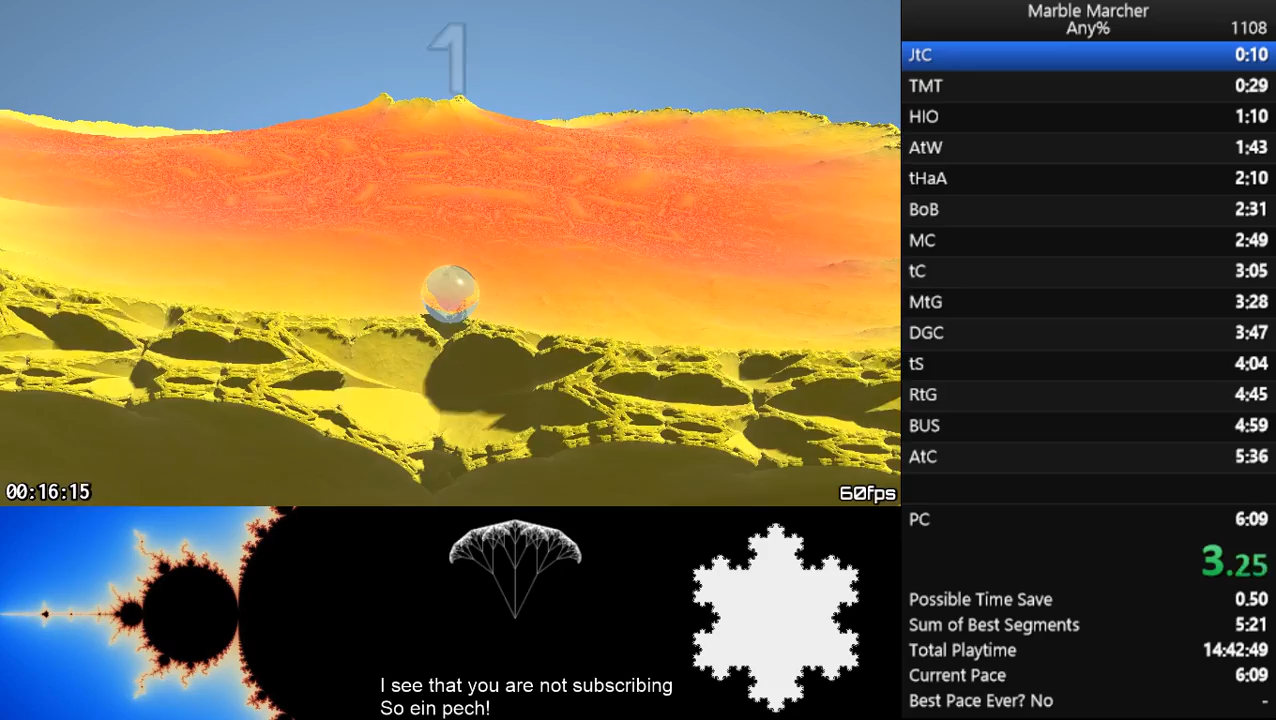 1
00:16:15
60fps
Marble Marcher
Any%
1108
JtC 0:10
TMT 0:29
HIO 1:10
AtW 1:43
tHaA 2:10
BoB 2:31
MC 2:49
tC 3:05
MtG 3:28
DGC 3:47
tS 4:04
RtG 4:45
BUS 4:59
AtC 5:36
PC 6:09
3.25
Possible Time Save 0.50
Sum of Best Segments 5:21
Total Playtime 14:42:49
Current Pace 6:09
Best Pace Ever? No -
I see that you are not subscribing
So ein pech!